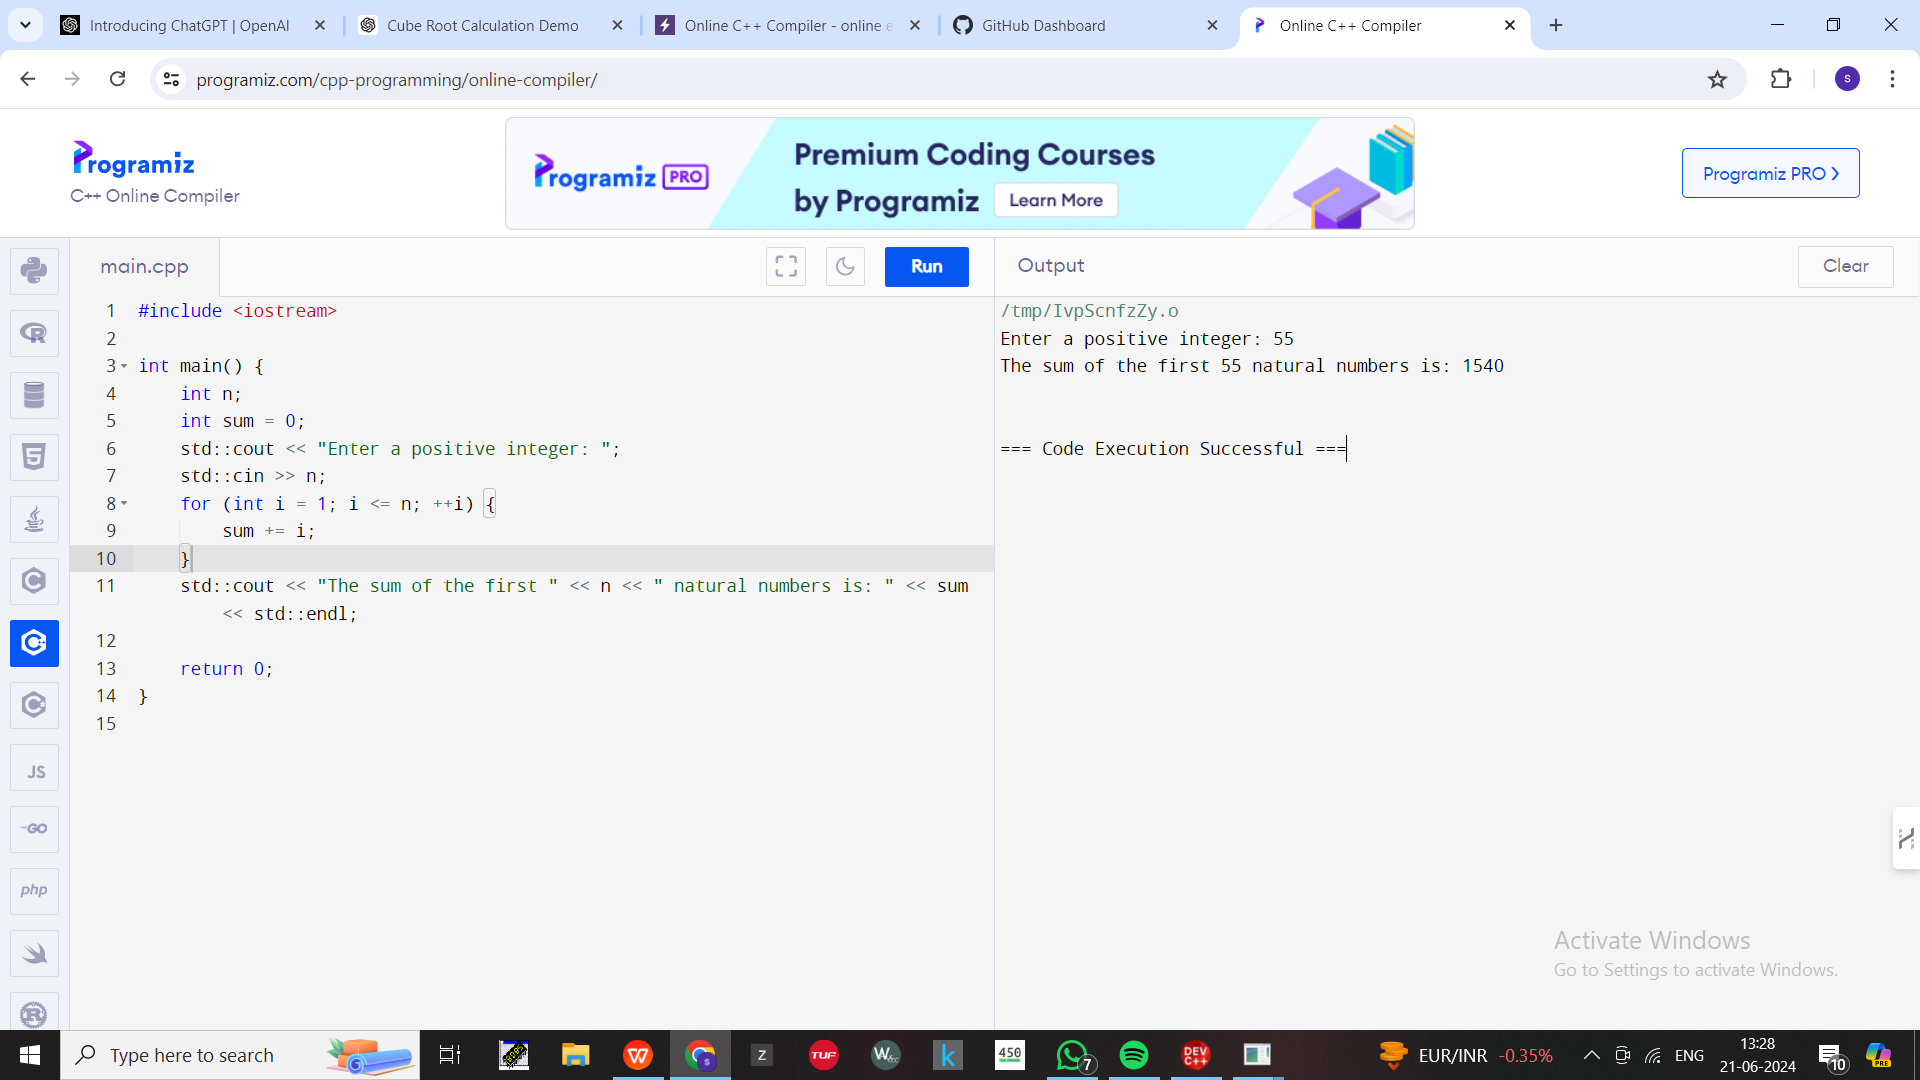 Introducing ChatGPT | OpenAI
Cube Root Calculation Demo
Online C++ Compiler - online e
GitHub Dashboard
Online C++ Compiler
programiz.com/cpp-programming/online-compiler/
S
Programiz
C++ Online Compiler
Programiz PRO
Premium Coding Courses
by Programiz
Learn More
Programiz PRO ›
main.cpp
Run
Output
Clear
1 #include <iostream>
2
3 int main() {
4 int n;
5 int sum = 0;
6 std::cout << "Enter a positive integer: ";
7 std::cin >> n;
8 for (int i = 1; i <= n; ++i) {
9 sum += i;
10 }
11 std::cout << "The sum of the first " << n << " natural numbers is: " << sum
<< std::endl;
12
13 return 0;
14 }
15
/tmp/IvpScnfzZy.o
Enter a positive integer: 55
The sum of the first 55 natural numbers is: 1540
=== Code Execution Successful ===
JS
GO
php
Activate Windows
Go to Settings to activate Windows.
Type here to search
Z
TUF
k
450
7
DEV
C++
EUR/INR -0.35%
ENG
13:28
21-06-2024
10
PRE